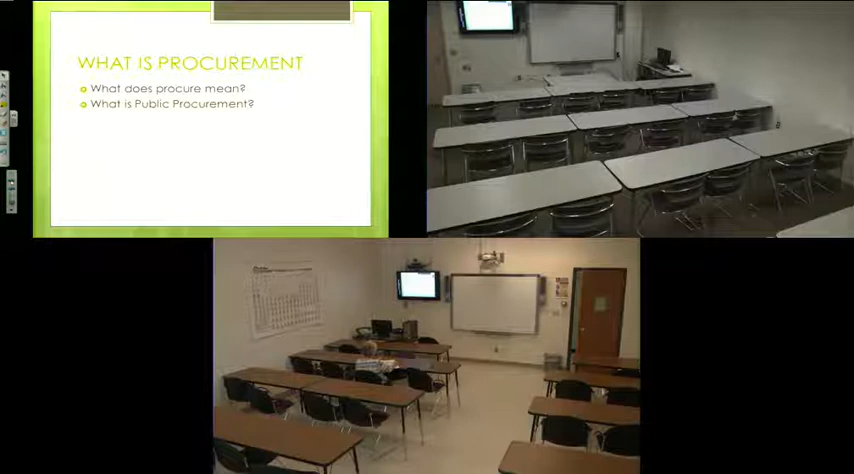 WHAT IS PROCUREMENT
What does procure mean?
What is Public Procurement?